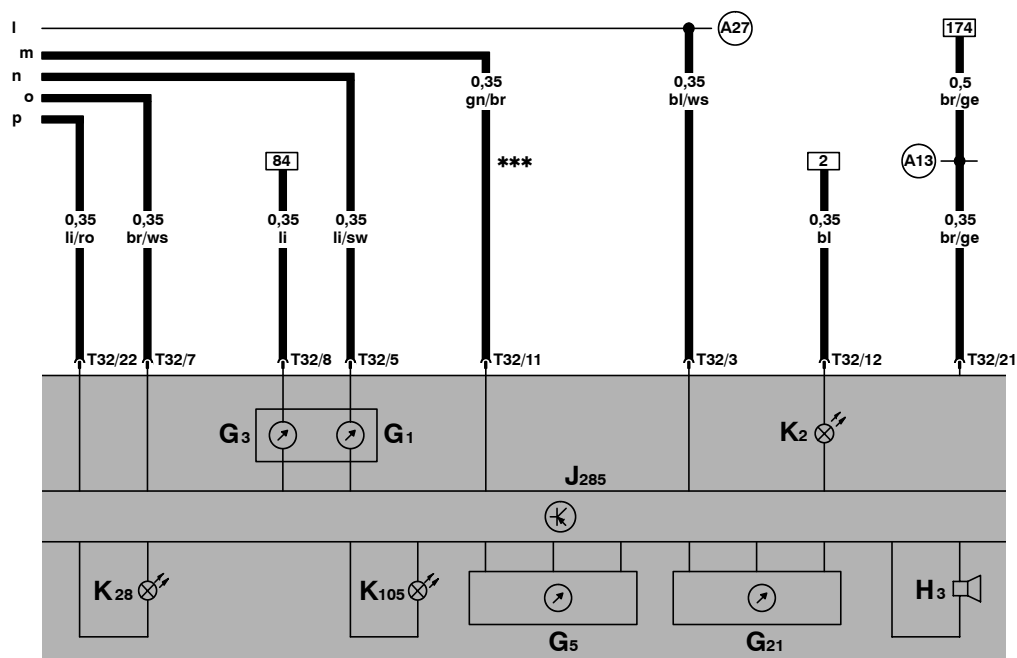 l
A27
174
m
n
o
p
0,35
gn/br
0,35
bl/ws
0,5
br/ge
84
***
2
A13
0,35
li/ro
0,35
br/ws
0,35
li
0,35
li/sw
0,35
bl
0,35
br/ge
T32/22
T32/7
T32/8
T32/5
T32/11
T32/3
T32/12
T32/21
G3
G1
K2
J285
K28
K105
H3
G5
G21